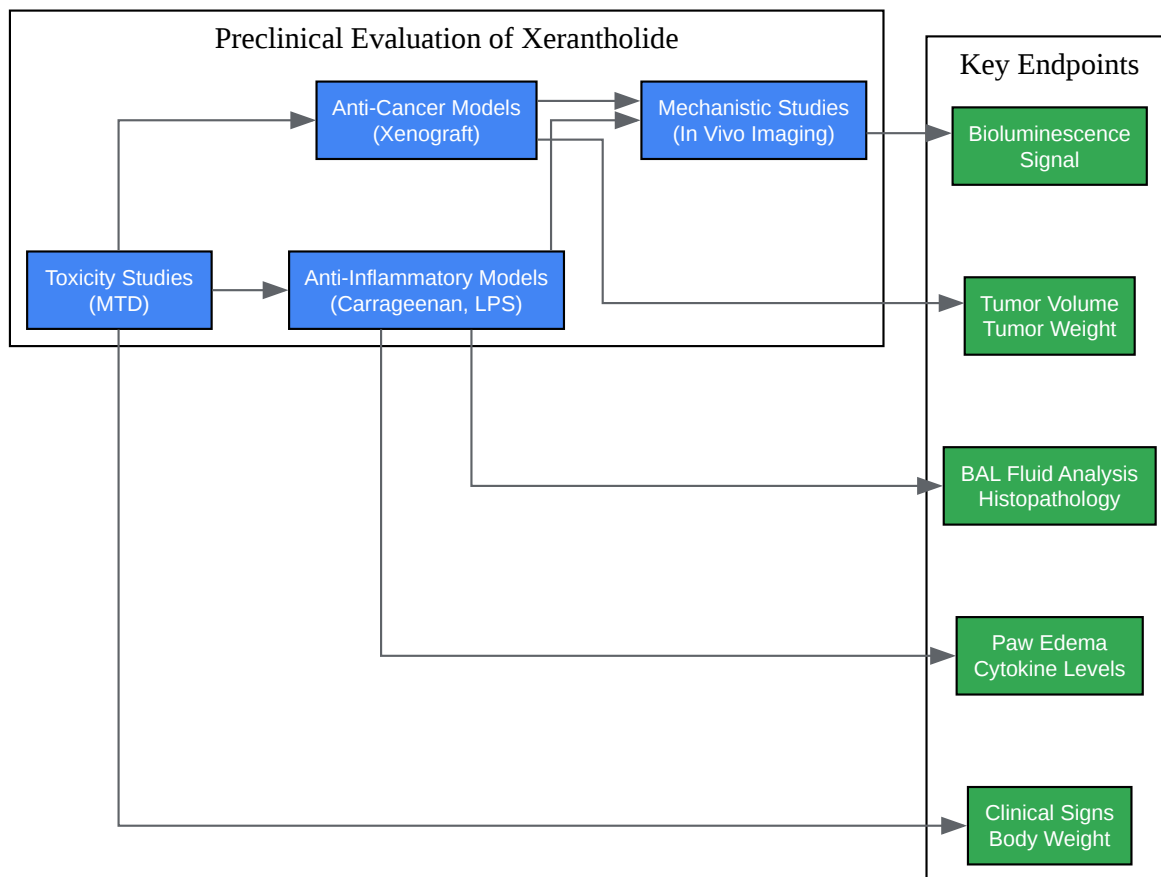 Preclinical Evaluation of Xerantholide
Key Endpoints
Anti-Cancer Models
(Xenograft)
Mechanistic Studies
(In Vivo Imaging)
Bioluminescence
Signal
Toxicity Studies
(MTD)
Anti-Inflammatory Models
(Carrageenan, LPS)
Tumor Volume
Tumor Weight
BAL Fluid Analysis
Histopathology
Paw Edema
Cytokine Levels
Clinical Signs
Body Weight